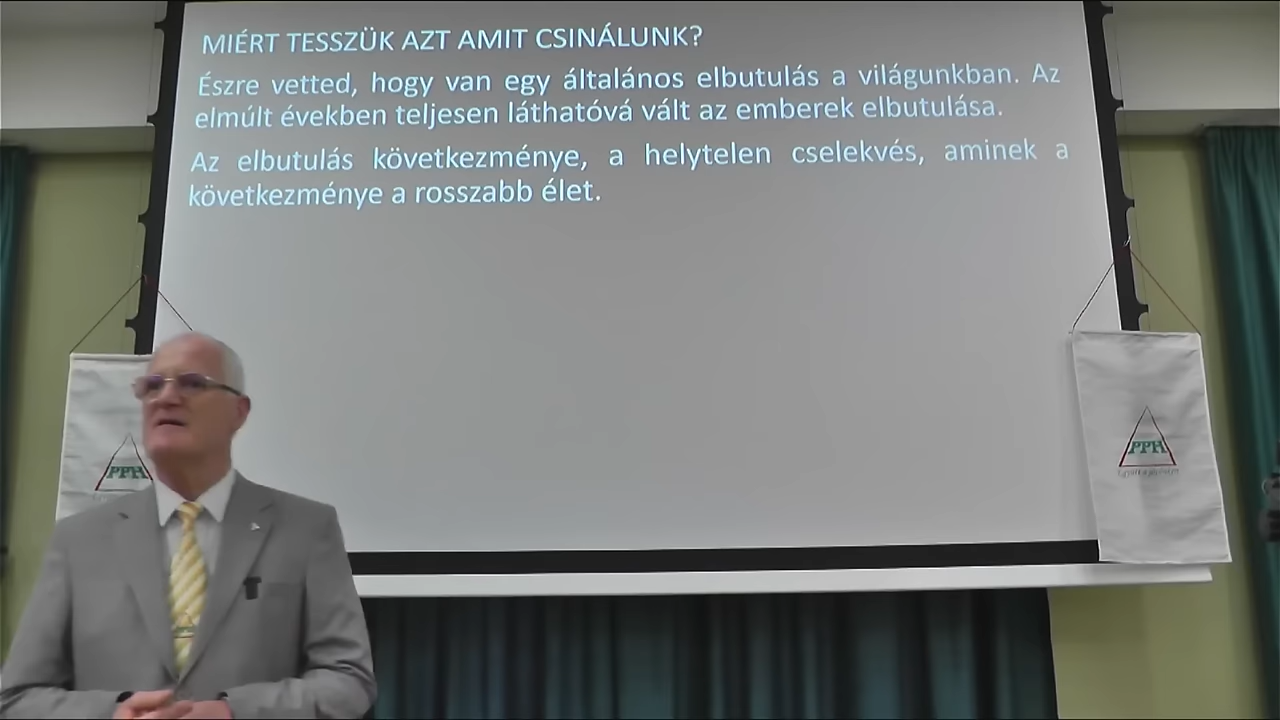 MIÉRT TESSZÜK AZT AMIT CSINÁLUNK?
Észre vetted, hogy van egy általános elbutulás a világunkban. Az
elmúlt években teljesen láthatóvá vált az emberek elbutulása.
Az elbutulás következménye, a helytelen cselekvés, aminek a
következménye a rosszabb élet.
PPH
PPH